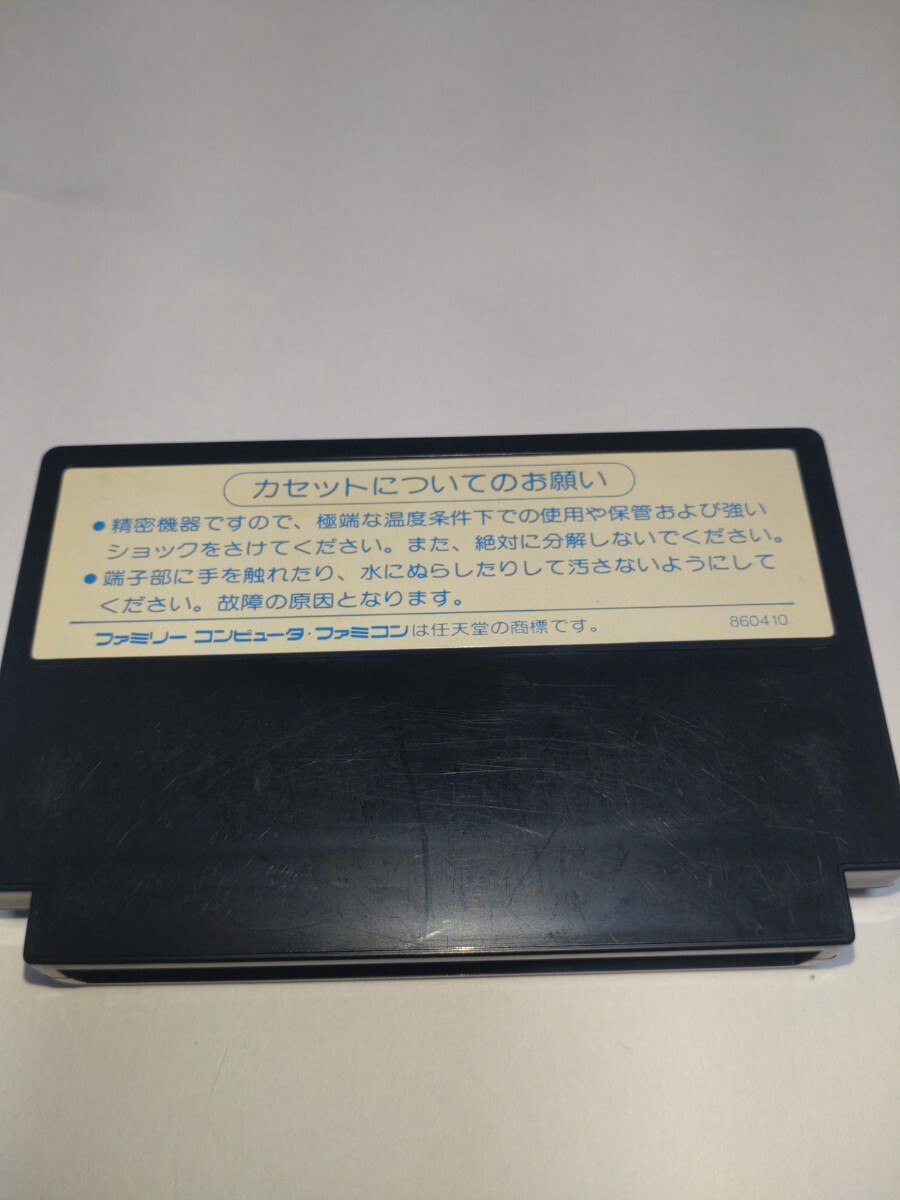 カセットについてのお願い
●精密機器ですので、極端な温度条件下での使用や保管および強い
ショックをさけてください。また、絶対に分解しないでください。
●端子部に手を触れたり、水にぬらしたりして汚さないようにして
ください。故障の原因となります。
ファミリー コンピュータ・ファミコンは任天堂の商標です。 860410